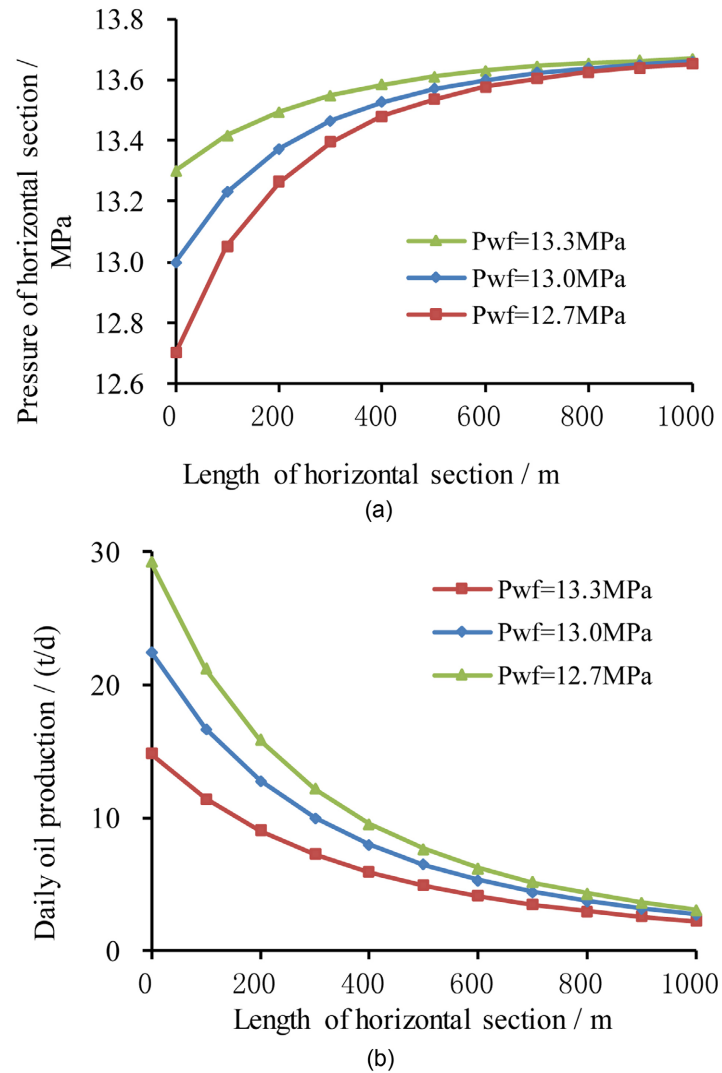 13.8
13.6
13.4
13.2
13.0
12.8
12.6
Pressure of horizontal section /
MPa
Pwf=13.3MPa
Pwf=13.0MPa
Pwf=12.7MPa
0 200 400 600 800 1000
Length of horizontal section / m
(a)
30
20
10
0
Daily oil production / (t/d)
Pwf=13.3MPa
Pwf=13.0MPa
Pwf=12.7MPa
0 200 400 600 800 1000
Length of horizontal section / m
(b)